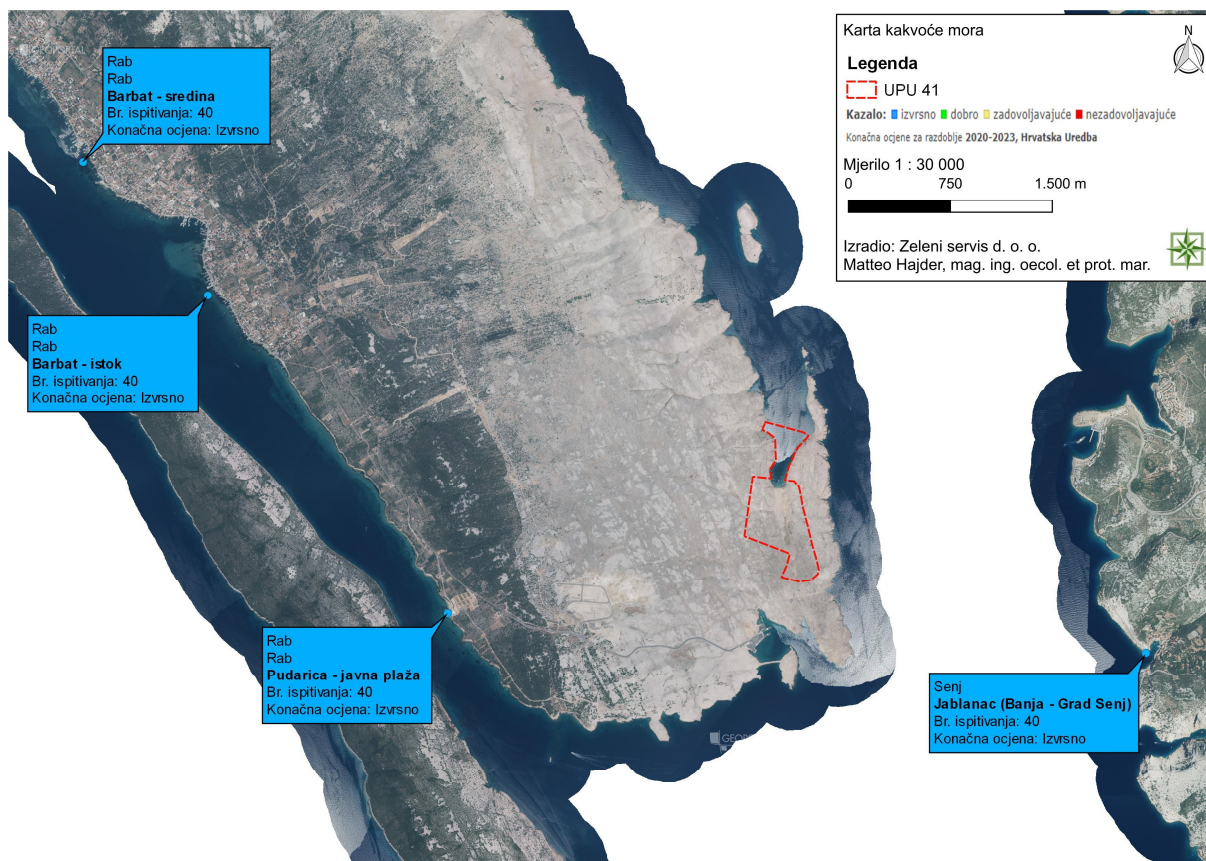 GEOPORTAL
Rab
Rab
Barbat - sredina
Br. ispitivanja: 40
Konačna ocjena: Izvrsno
Rab
Rab
Barbat - istok
Br. ispitivanja: 40
Konačna ocjena: Izvrsno
Rab
Rab
Pudarica - javna plaža
Br. ispitivanja: 40
Konačna ocjena: Izvrsno
Senj
Jablanac (Banja - Grad Senj)
Br. ispitivanja: 40
Konačna ocjena: Izvrsno
Karta kakvoće mora
N
Legenda
UPU 41
Kazalo: izvrsno dobro zadovoljavajuće nezadovoljavajuće
Konačna ocjene za razdoblje 2020-2023, Hrvatska Uredba
Mjerilo 1 : 30 000
0 750 1.500 m
Izradio: Zeleni servis d. o. o.
Matteo Hajder, mag. ing. oecol. et prot. mar.